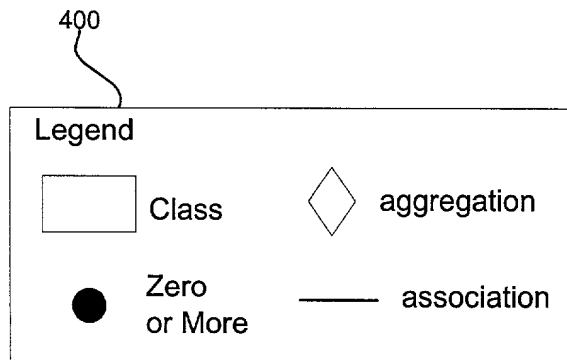 400
Legend
Class
aggregation
Zero
or More
association